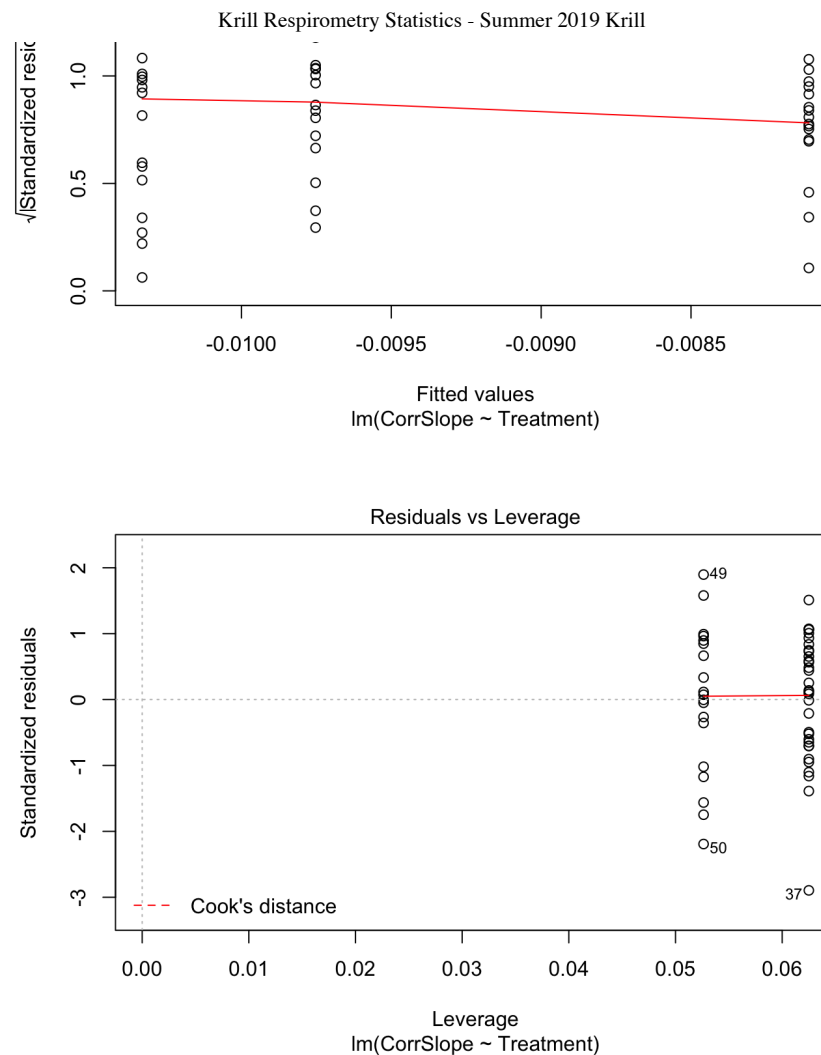 Krill Respirometry Statistics - Summer 2019 Krill
1.0
0.5
0.0
-0.0100 -0.0095 -0.0090 -0.0085
Fitted values
lm(CorrSlope ~ Treatment)
Residuals vs Leverage
Standardized residuals
2
1
0
-1
-2
-3
49
50
37
Cook's distance
0.00 0.01 0.02 0.03 0.04 0.05 0.06
Leverage
lm(CorrSlope ~ Treatment)